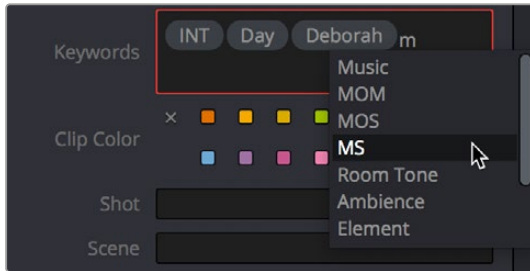 Keywords INT Day Deborah m
Music
MOM
MOS
Clip Color
MS
Room Tone
Shot
Ambience
Element
Scene